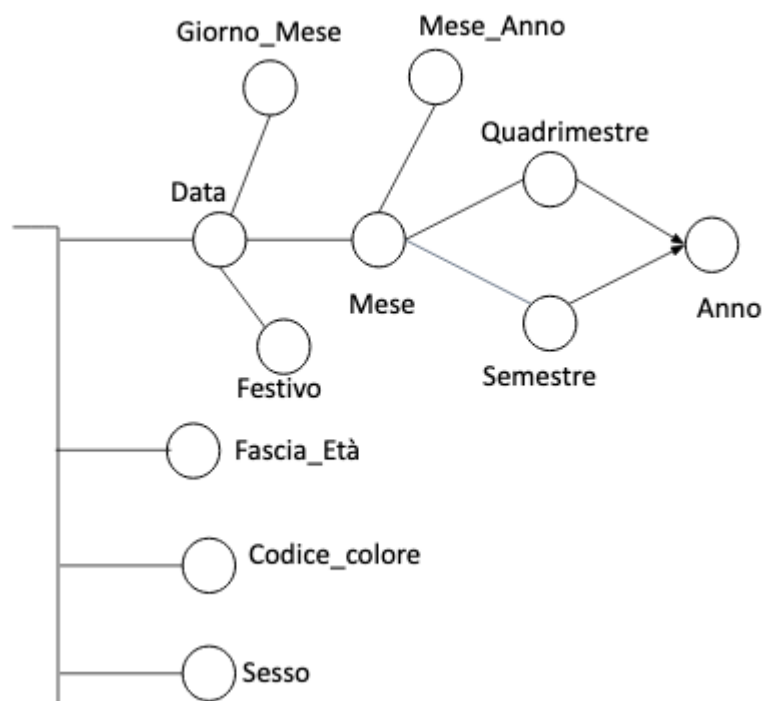 Giorno_Mese
Mese_Anno
Quadrimestre
Data
Mese
Anno
Semestre
Festivo
Fascia_Età
Codice_colore
Sesso